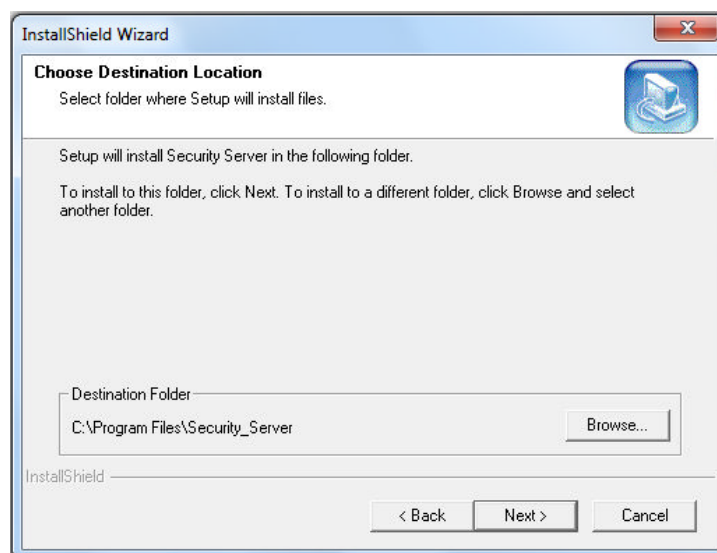 InstallShield Wizard
Choose Destination Location
Select folder where Setup will install files.
Setup will install Security Server in the following folder.
To install to this folder, click Next. To install to a different folder, click Browse and select
another folder.
Destination Folder
C:\Program Files\Security_Server
Browse...
InstallShield
< Back
Next >
Cancel